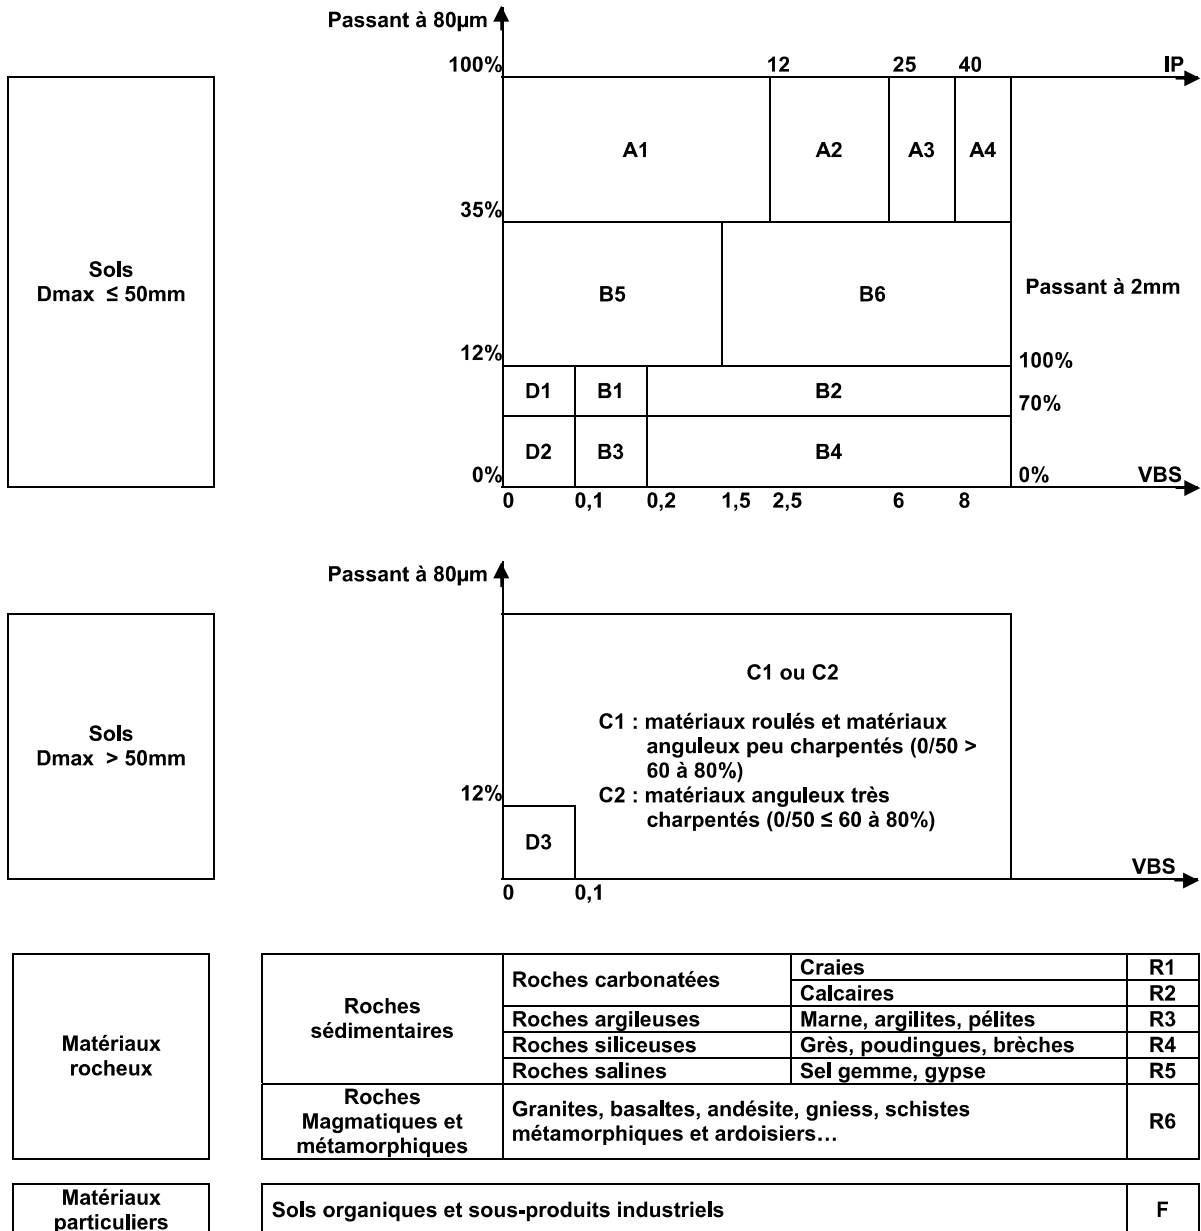 Passant à 80µm
100%
12
25
40
IP
A1
A2
A3
A4
35%
Sols
Dmax ≤ 50mm
B5
B6
Passant à 2mm
12%
100%
D1
B1
B2
70%
D2
B3
B4
0%
0%
VBS
0
0,1
0,2
1,5
2,5
6
8
Passant à 80µm
C1 ou C2
Sols
Dmax > 50mm
C1 : matériaux roulés et matériaux
anguleux peu charpentés (0/50 >
60 à 80%)
C2 : matériaux anguleux très
charpentés (0/50 ≤ 60 à 80%)
12%
D3
VBS
0
0,1
Matériaux
rocheux
Roches
sédimentaires
Roches carbonatées
Craies
R1
Calcaires
R2
Roches argileuses
Marne, argilites, pélites
R3
Roches siliceuses
Grès, poudingues, brèches
R4
Roches salines
Sel gemme, gypse
R5
Roches
Magmatiques et
métamorphiques
Granites, basaltes, andésite, gniess, schistes
métamorphiques et ardoisiers…
R6
Matériaux
particuliers
Sols organiques et sous-produits industriels
F